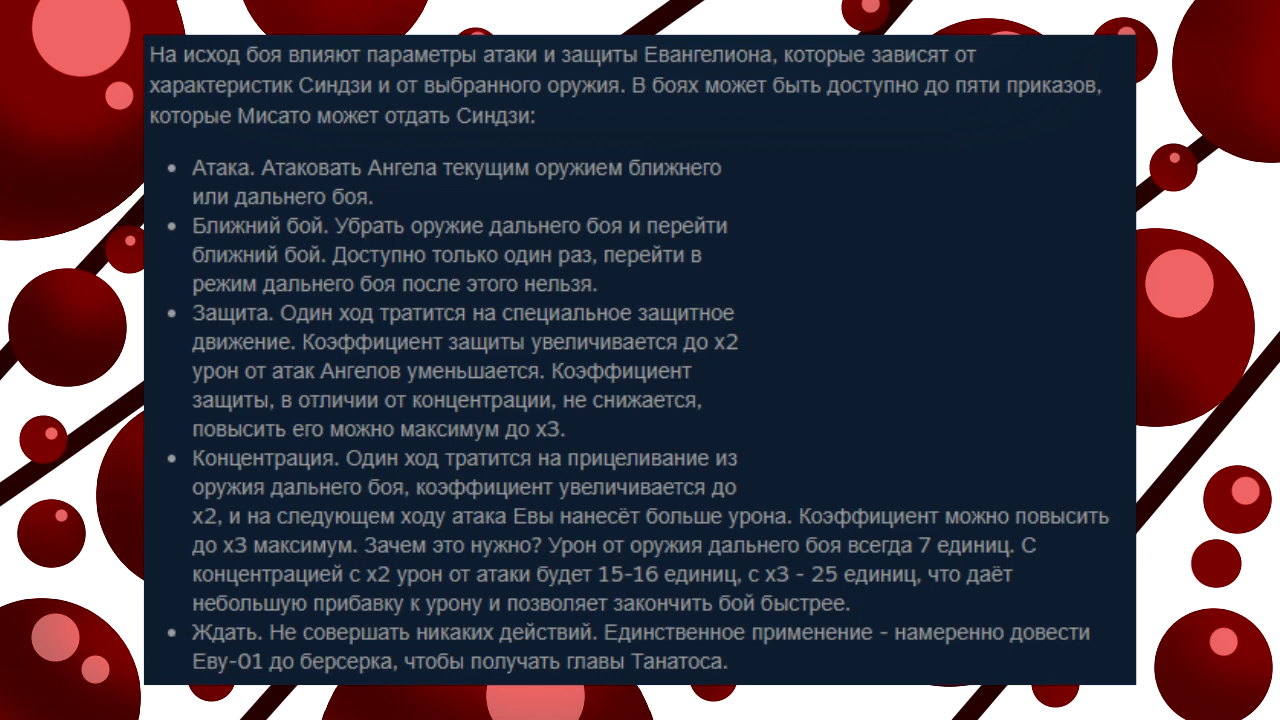 На исход боя влияют параметры атаки и защиты Евангелиона, которые зависят от
характеристик Синдзи и от выбранного оружия. В боях может быть доступно до пяти приказов,
которые Мисато может отдать Синдзи:
• Атака. Атаковать Ангела текущим оружием ближнего
или дальнего боя.
• Ближний бой. Убрать оружие дальнего боя и перейти
ближний бой. Доступно только один раз, перейти в
режим дальнего боя после этого нельзя.
• Защита. Один ход тратится на специальное защитное
движение. Коэффициент защиты увеличивается до x2
урон от атак Ангелов уменьшается. Коэффициент
защиты, в отличии от концентрации, не снижается,
повысить его можно максимум до x3.
• Концентрация. Один ход тратится на прицеливание из
оружия дальнего боя, коэффициент увеличивается до
x2, и на следующем ходу атака Евы нанесёт больше урона. Коэффициент можно повысить
до x3 максимум. Зачем это нужно? Урон от оружия дальнего боя всегда 7 единиц. С
концентрацией с x2 урон от атаки будет 15-16 единиц, с x3 - 25 единиц, что даёт
небольшую прибавку к урону и позволяет закончить бой быстрее.
• Ждать. Не совершать никаких действий. Единственное применение - намеренно довести
Еву-01 до берсерка, чтобы получать главы Танатоса.